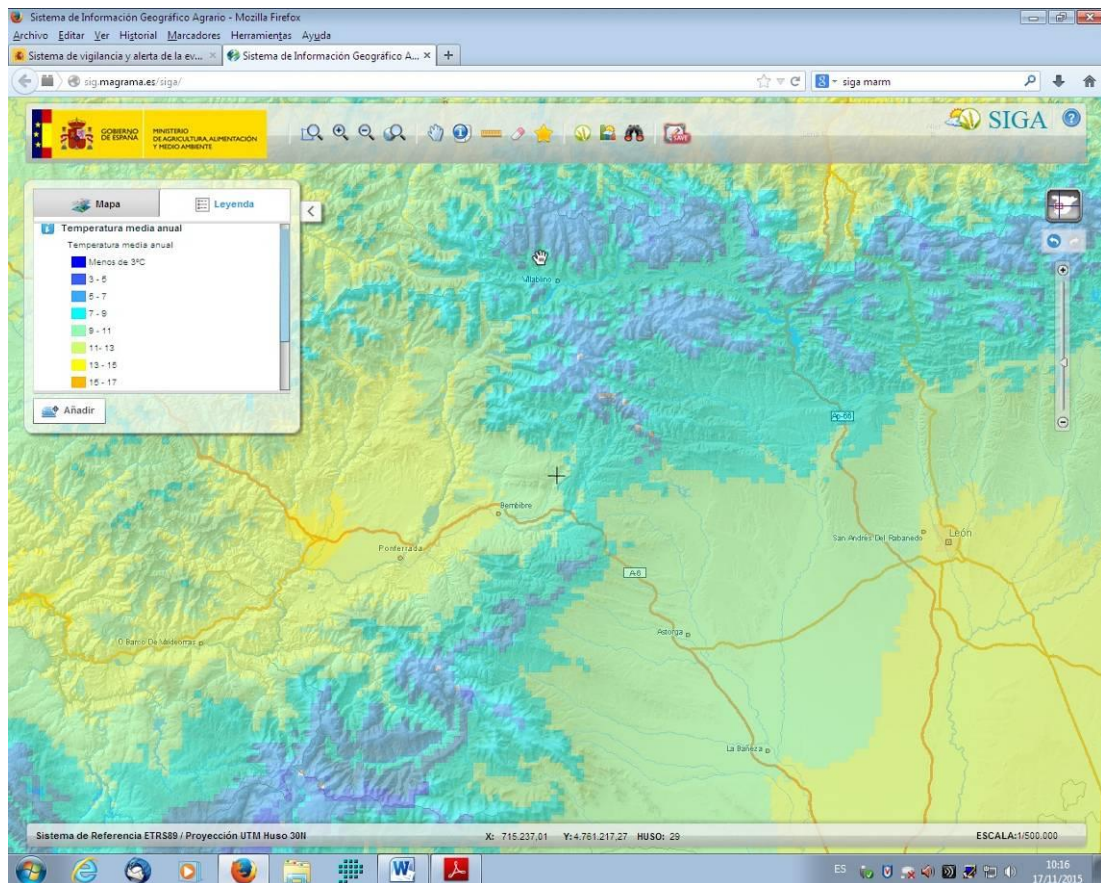 Sistema de Información Geográfico Agrario - Mozilla Firefox
Archivo Editar Ver Historial Marcadores Herramientas Ayuda
Sistema de vigilancia y alerta de la ev... × Sistema de Información Geográfico A... × +
sig.magrama.es/siga/
siga marm
GOBIERNO DE ESPAÑA
MINISTERIO
DE AGRICULTURA, ALIMENTACIÓN
Y MEDIO AMBIENTE
SAVE
SIGA ?
Mapa Leyenda
Temperatura media anual
Temperatura media anual
Menos de 3ºC
3 - 5
5 - 7
7 - 9
9 - 11
11- 13
13 - 15
15 - 17
Añadir
Villablino
Ap-66
Bembibre
Ponferrada
San Andrés Del Rabanedo
León
A-6
O Barco De Valdeorras
Astorga
La Bañeza
Sistema de Referencia ETRS89 / Proyección UTM Huso 30N X: 715.237,01 Y: 4.761.217,27 HUSO: 29 ESCALA:1/500.000
ES
10:16
17/11/2015